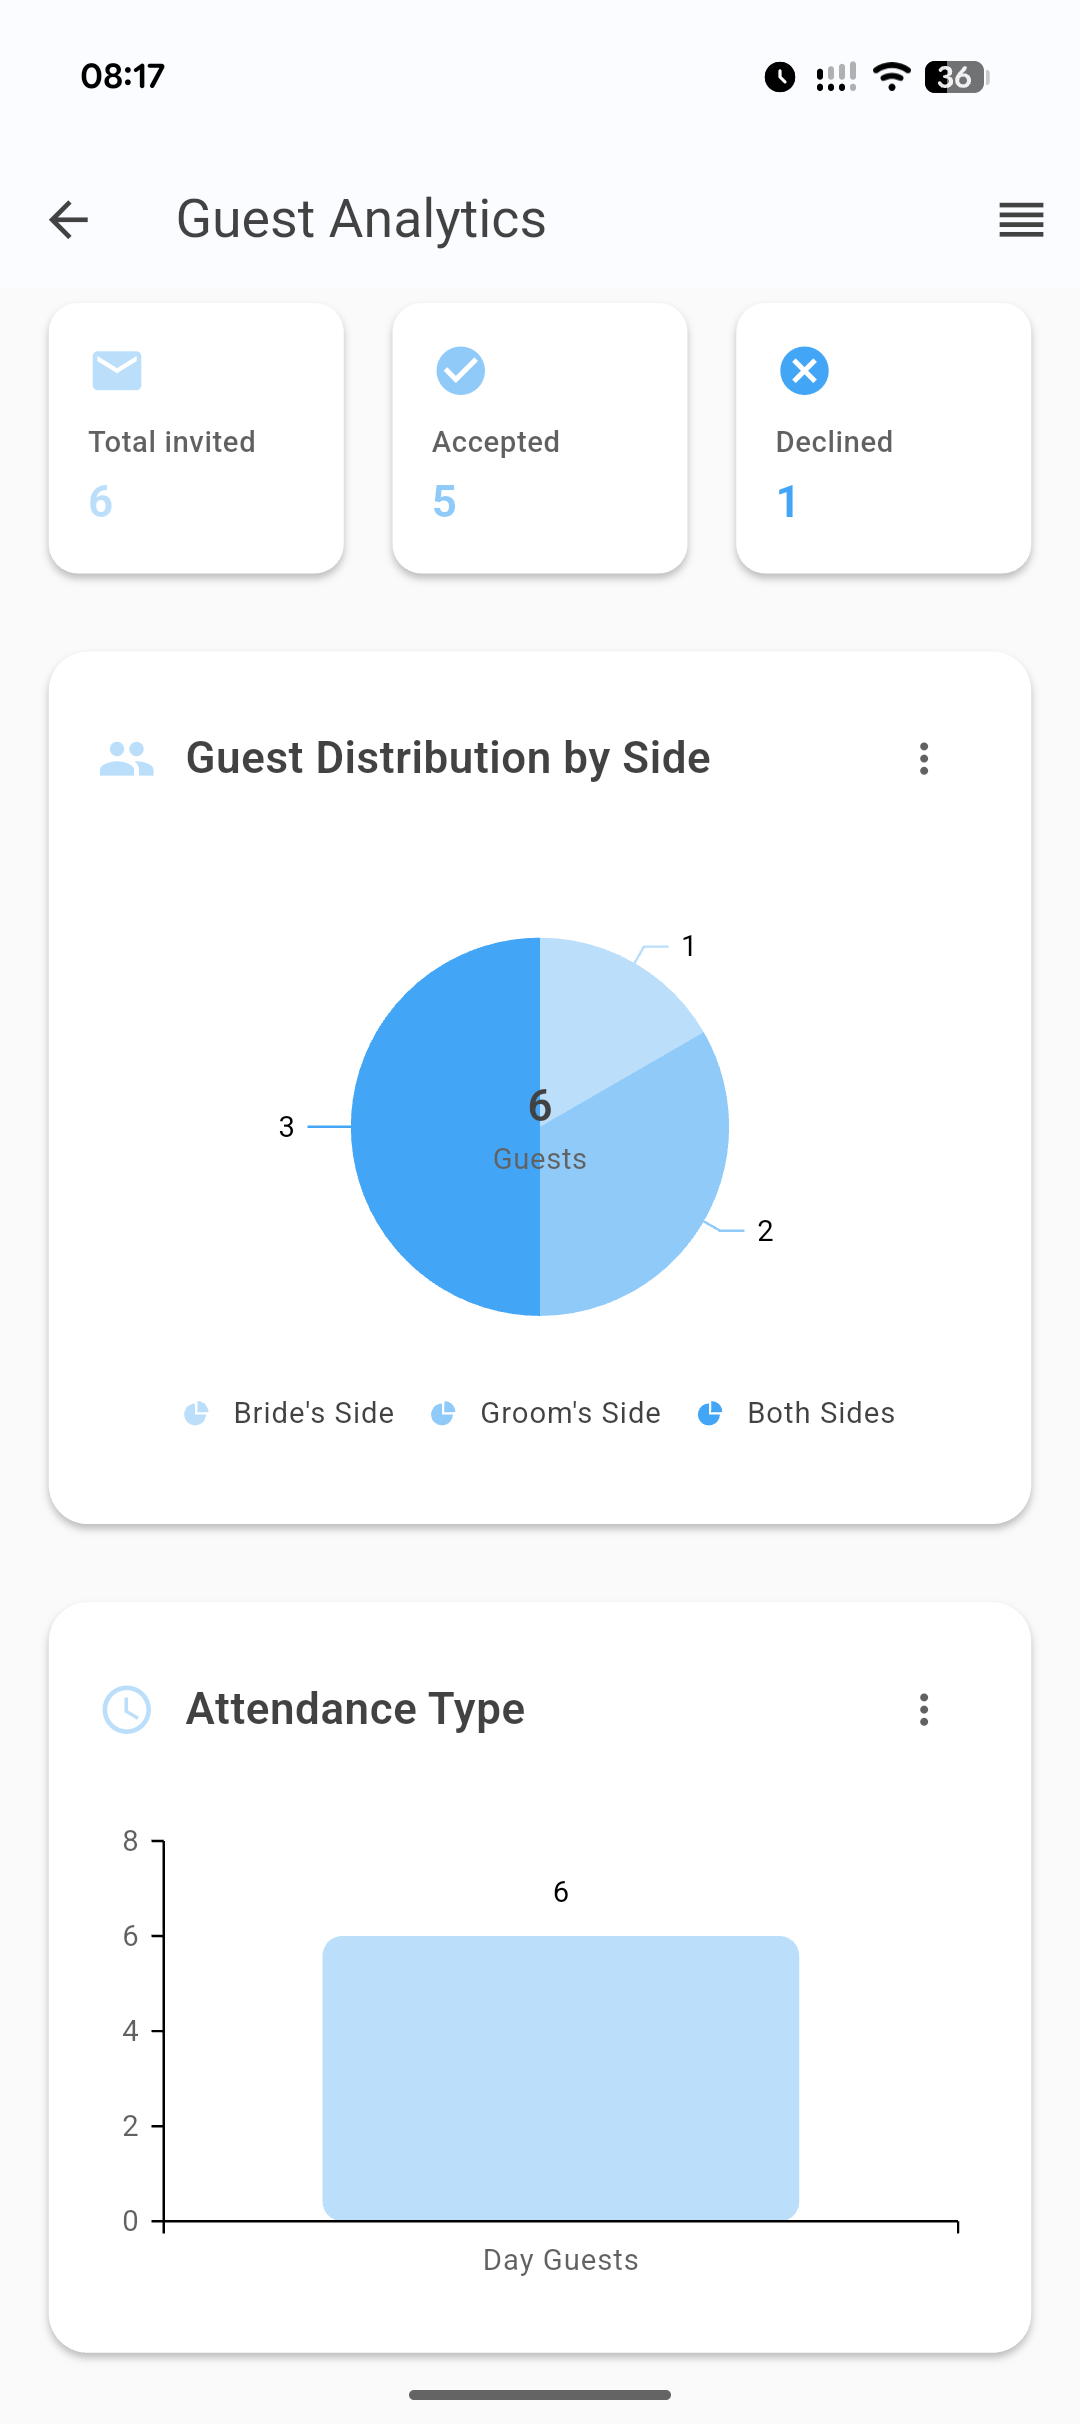 08:17
36
Guest Analytics
Total invited
6
Accepted
5
Declined
1
Guest Distribution by Side
1
6
3
Guests
2
Bride's Side
Groom's Side
Both Sides
Attendance Type
8
6
6
4
2
0
Day Guests